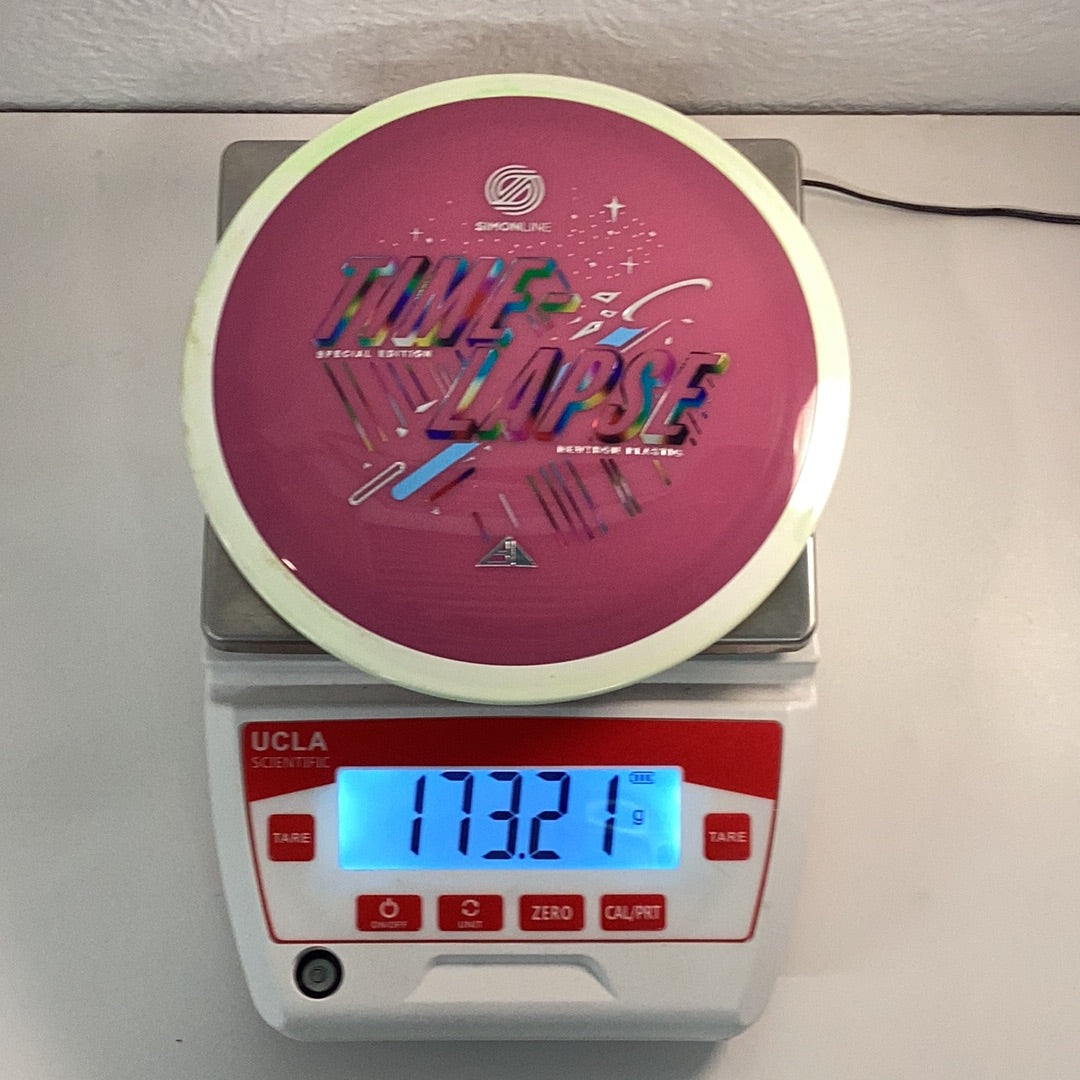 SIMONLINE
TIME-
SPECIAL EDITION
LAPSE
NEUTRON PLASTIC
UCLA
SCIENTIFIC
173.21 g
TARE
TARE
ON/OFF
UNIT
ZERO
CAL/PRT